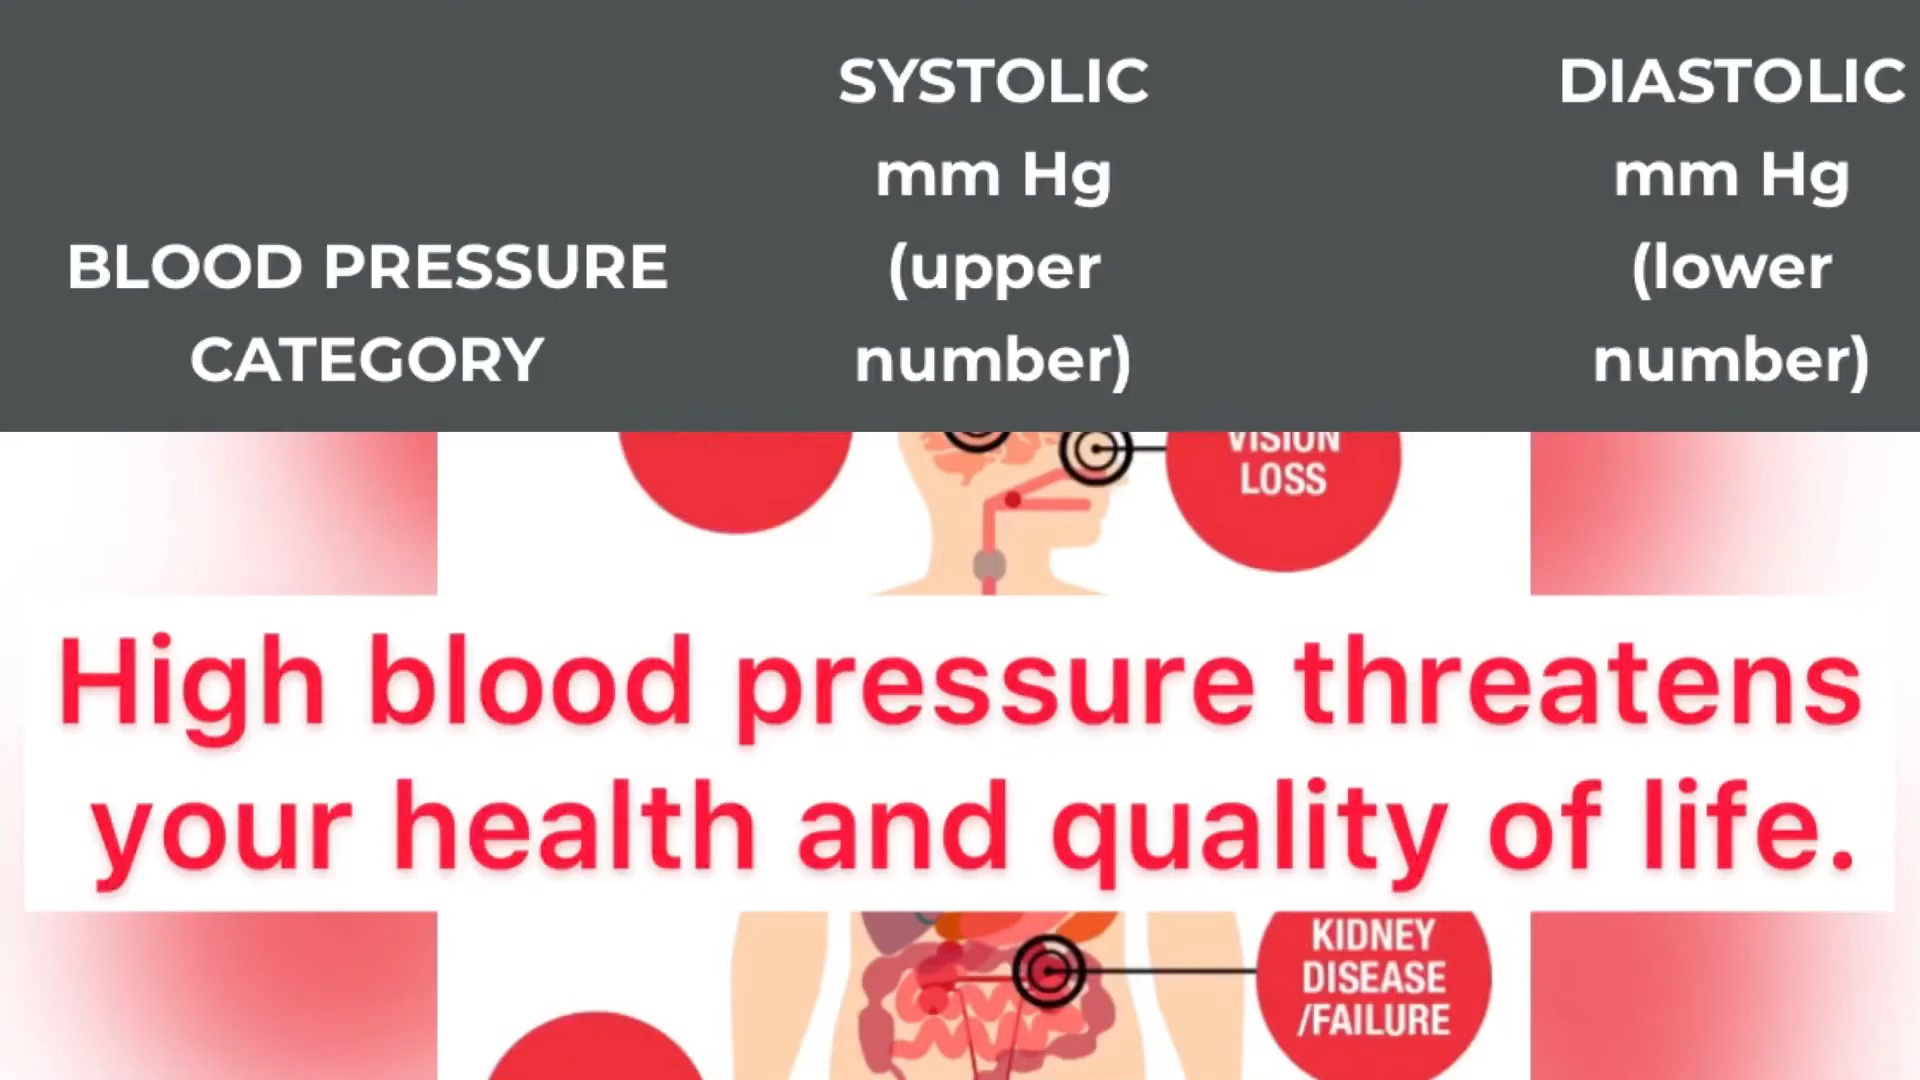 SYSTOLIC
mm Hg
(upper
number)
DIASTOLIC
mm Hg
(lower
number)
BLOOD PRESSURE
CATEGORY
VISION
LOSS
High blood pressure threatens
your health and quality of life.
KIDNEY
DISEASE
/FAILURE